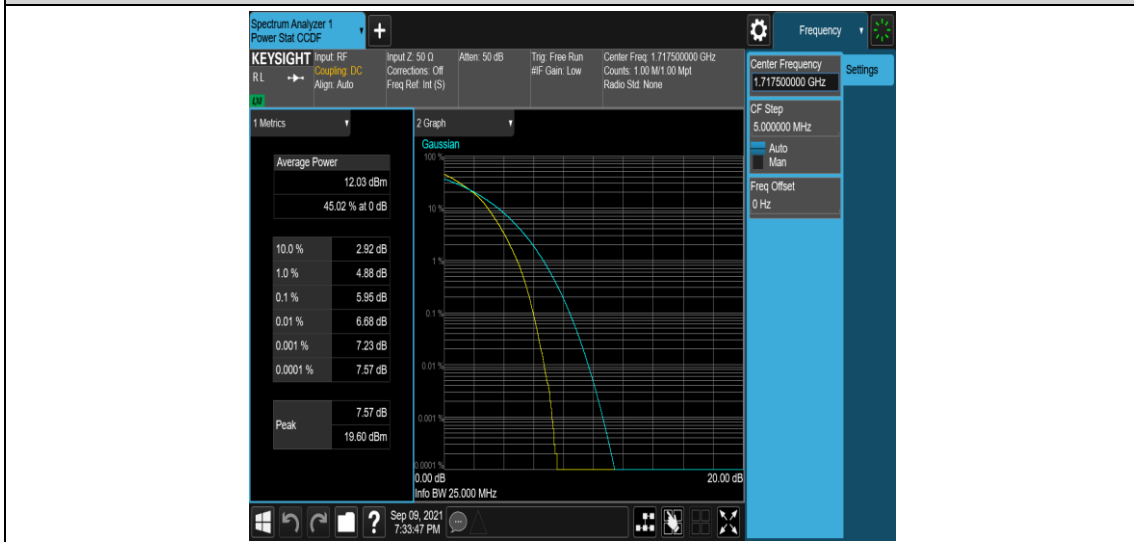 Spectrum Analyzer 1
Power Stat CCDF
+
Frequency
KEYSIGHT
RL
LXI
Input: RF
Coupling: DC
Align: Auto
Input Z: 50 Ω
Corrections: Off
Freq Ref: Int (S)
Atten: 50 dB
Trig: Free Run
#IF Gain: Low
Center Freq: 1.717500000 GHz
Counts: 1.00 M/1.00 Mpt
Radio Std: None
Center Frequency
1.717500000 GHz
Settings
CF Step
5.000000 MHz
Auto
Man
Freq Offset
0 Hz
1 Metrics
Average Power
12.03 dBm
45.02 % at 0 dB
10.0 % 2.92 dB
1.0 % 4.88 dB
0.1 % 5.95 dB
0.01 % 6.68 dB
0.001 % 7.23 dB
0.0001 % 7.57 dB
Peak
7.57 dB
19.60 dBm
2 Graph
Gaussian
100 %
10 %
1 %
0.1 %
0.01 %
0.001 %
0.0001 %
0.00 dB 20.00 dB
Info BW 25.000 MHz
?
Sep 09, 2021
7:33:47 PM